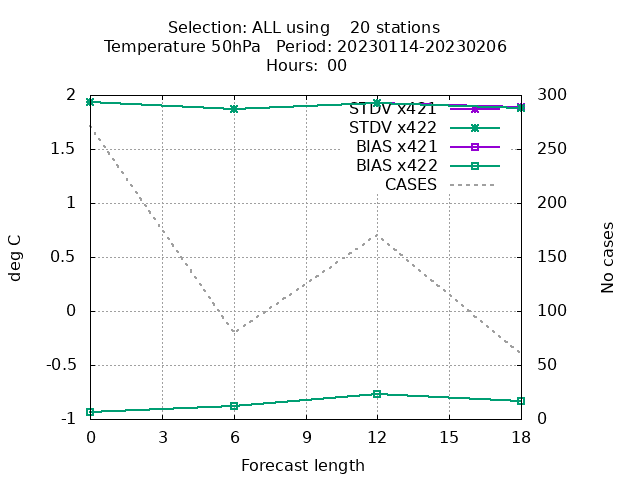 Selection: ALL using    20 stations
Temperature 50hPa   Period: 20230114-20230206
Hours:  00
2
1.5
1
0.5
0
-0.5
-1
300
250
200
150
100
50
0
STDV x421
STDV x422
BIAS x421
BIAS x422
CASES
deg C
No cases
0 3 6 9 12 15 18
Forecast length